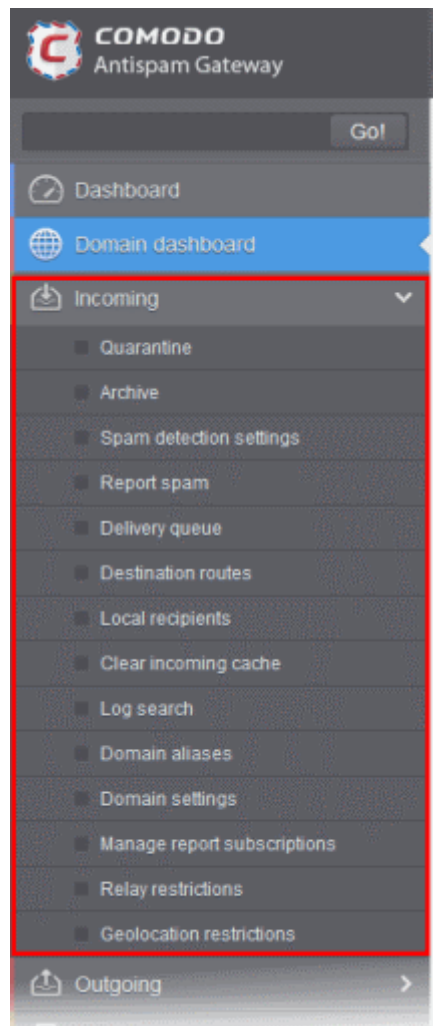 COMODO
Antispam Gateway
Go!
Dashboard
Domain dashboard
Incoming
Quarantine
Archive
Spam detection settings
Report spam
Delivery queue
Destination routes
Local recipients
Clear incoming cache
Log search
Domain aliases
Domain settings
Manage report subscriptions
Relay restrictions
Geolocation restrictions
Outgoing